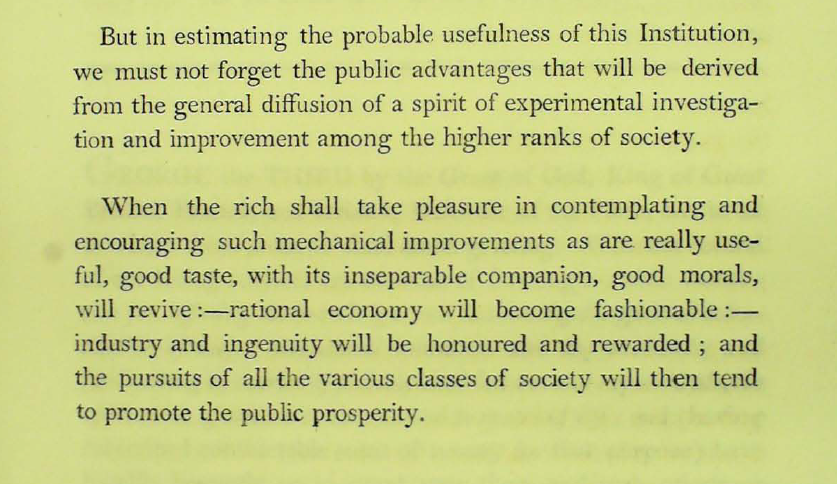 But in estimating the probable usefulness of this Institution,
we must not forget the public advantages that will be derived
from the general diffusion of a spirit of experimental investiga-
tion and improvement among the higher ranks of society.
When the rich shall take pleasure in contemplating and
encouraging such mechanical improvements as are really use-
ful, good taste, with its inseparable companion, good morals,
will revive :—rational economy will become fashionable :—
industry and ingenuity will be honoured and rewarded ; and
the pursuits of all the various classes of society will then tend
to promote the public prosperity.